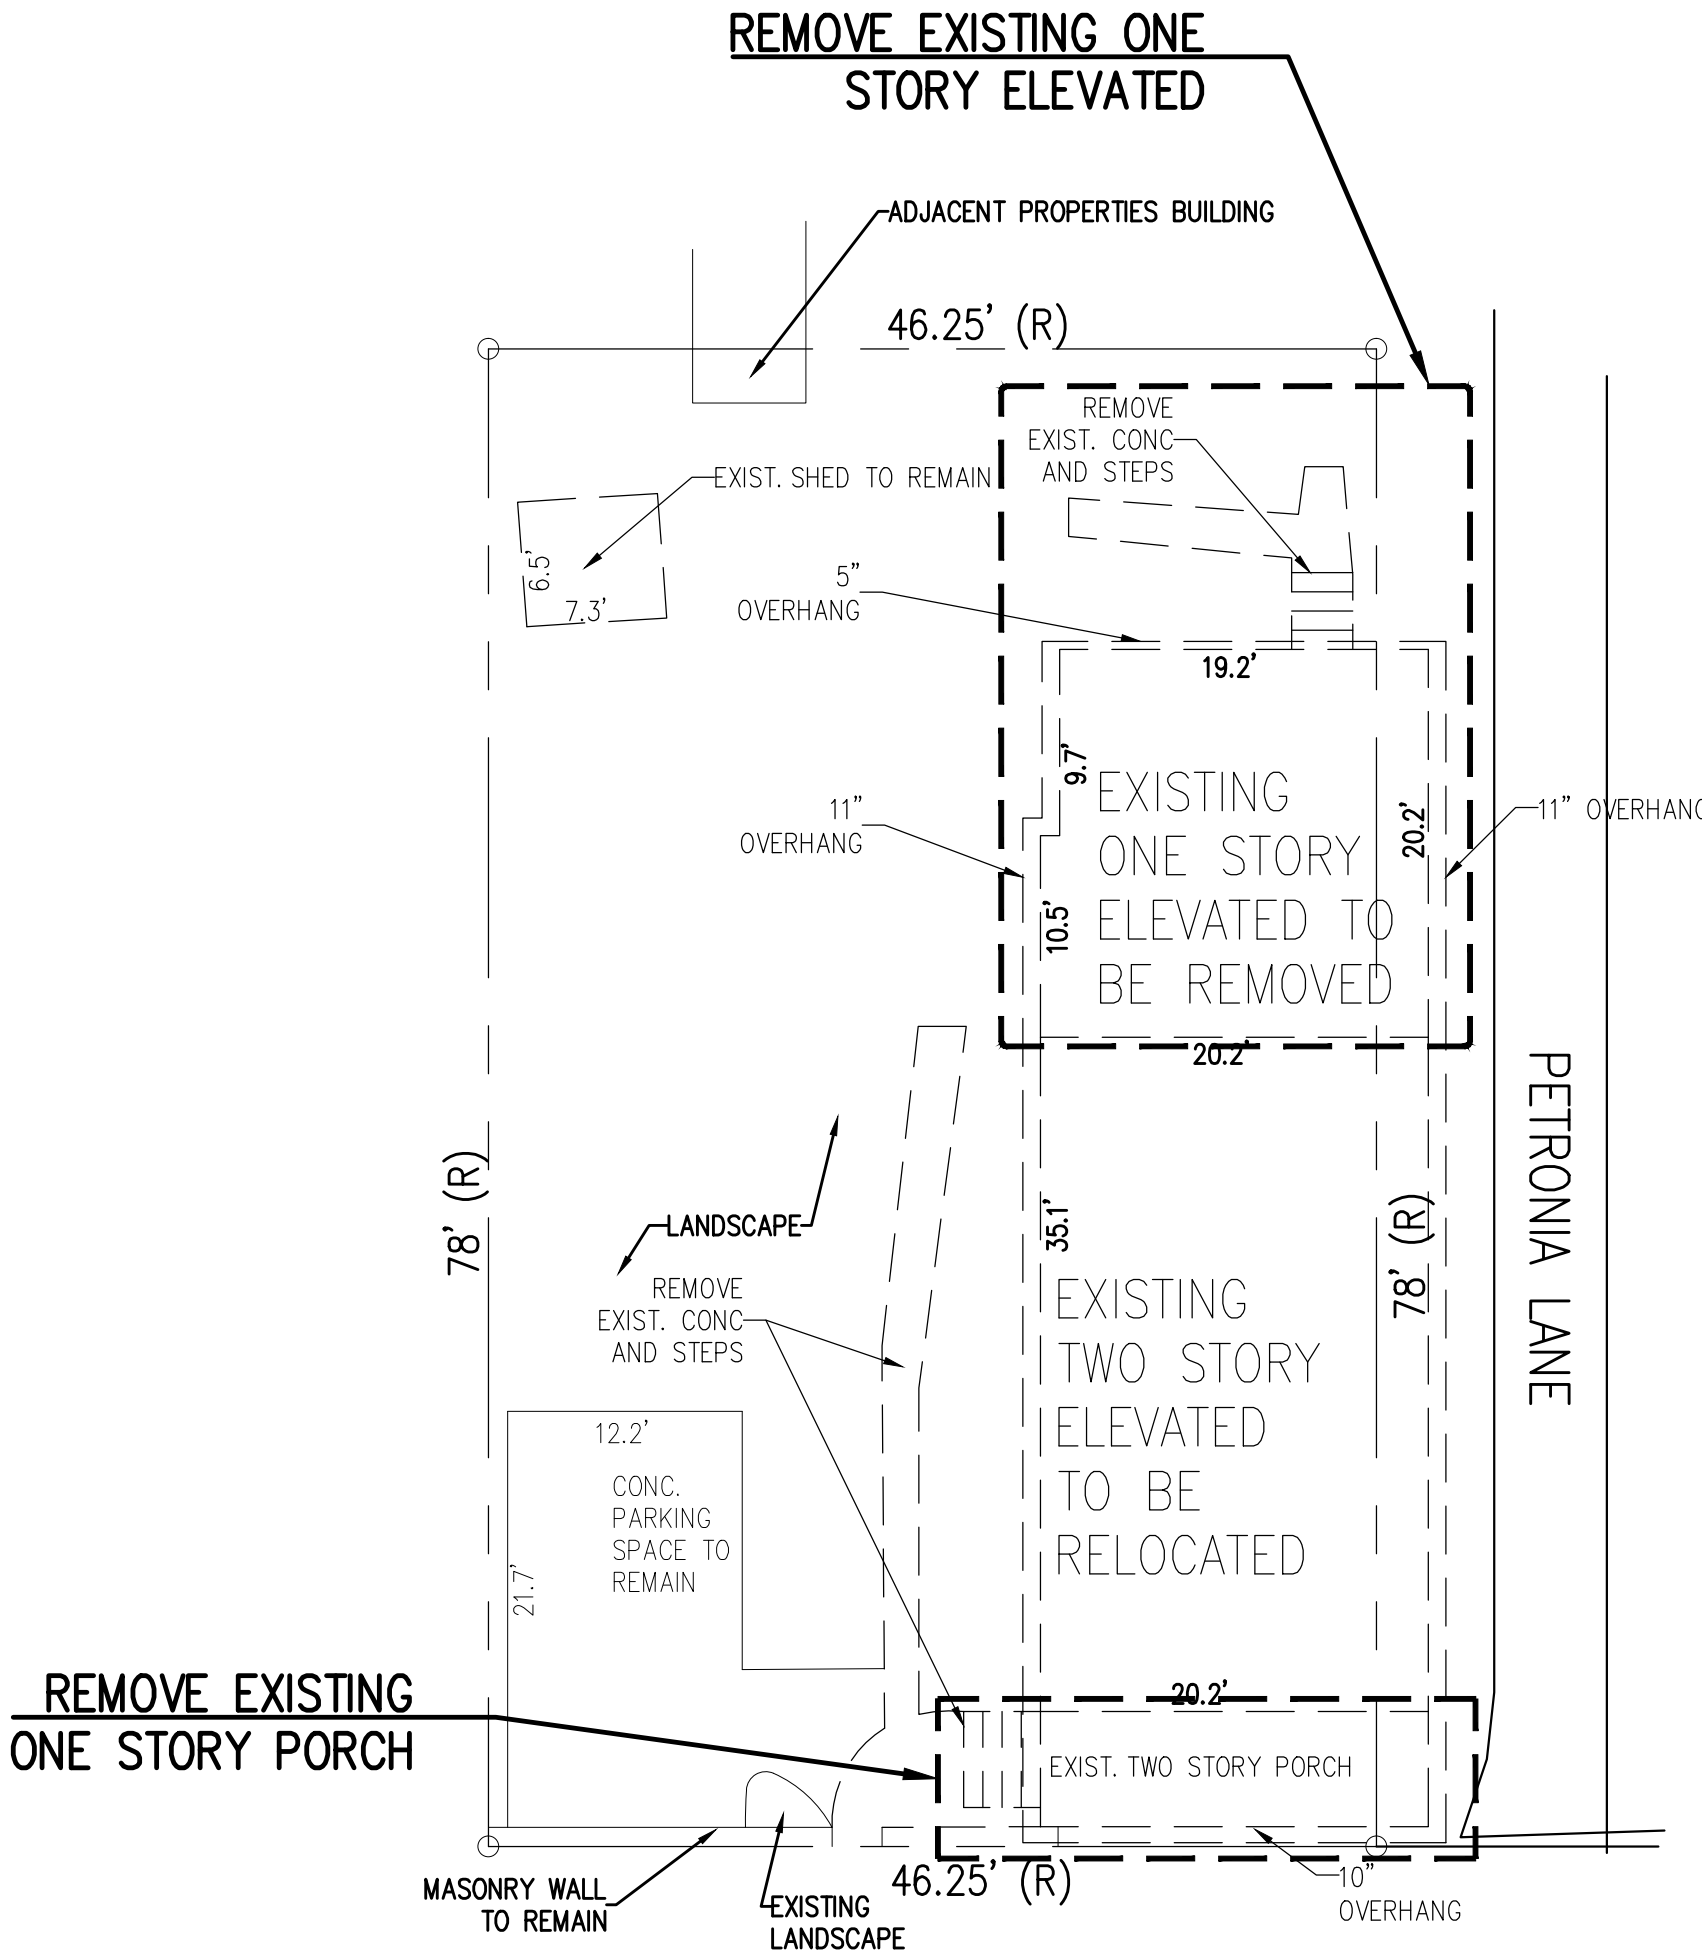 REMOVE EXISTING ONE
STORY ELEVATED
ADJACENT PROPERTIES BUILDING
46.25' (R)
REMOVE
EXIST. CONC
AND STEPS
EXIST. SHED TO REMAIN
6.5'
7.3'
5"
OVERHANG
19.2'
9.7'
EXISTING
ONE STORY
ELEVATED TO
BE REMOVED
20.2'
11"
OVERHANG
11" OVERHANG
10.5'
20.2'
PETRONIA LANE
78' (R)
LANDSCAPE
35.1'
78' (R)
REMOVE
EXIST. CONC
AND STEPS
EXISTING
TWO STORY
ELEVATED
TO BE
RELOCATED
12.2'
CONC.
PARKING
SPACE TO
REMAIN
21.7'
REMOVE EXISTING
ONE STORY PORCH
20.2'
EXIST. TWO STORY PORCH
46.25' (R)
10"
OVERHANG
MASONRY WALL
TO REMAIN
EXISTING
LANDSCAPE